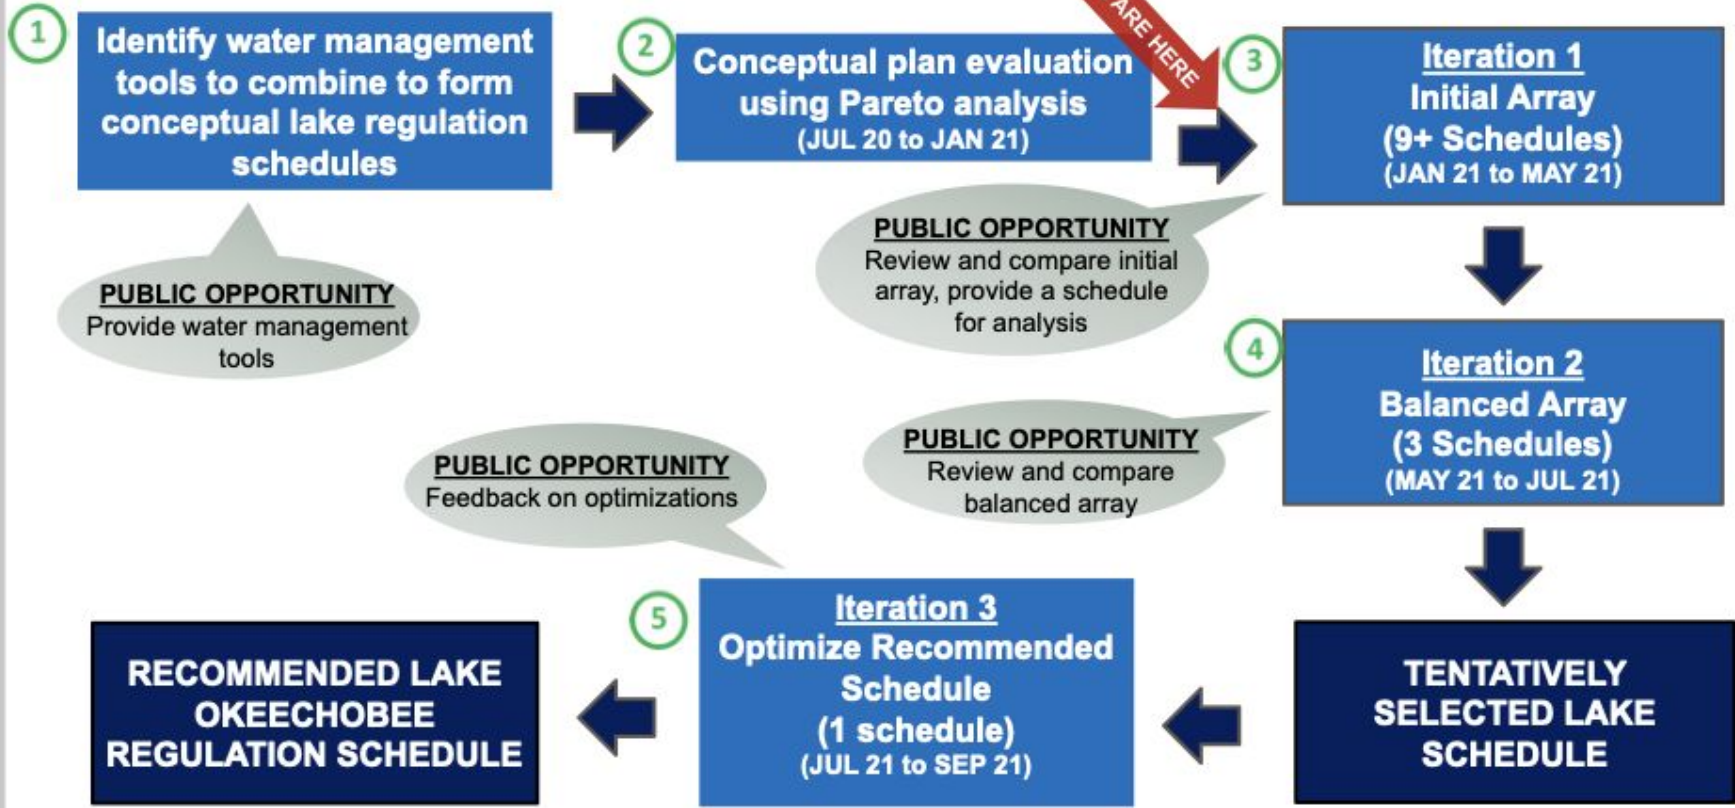 1
Identify water management
tools to combine to form
conceptual lake regulation
schedules
PUBLIC OPPORTUNITY
Provide water management
tools
2
Conceptual plan evaluation
using Pareto analysis
(JUL 20 to JAN 21)
ARE HERE
3
Iteration 1
Initial Array
(9+ Schedules)
(JAN 21 to MAY 21)
PUBLIC OPPORTUNITY
Review and compare initial
array, provide a schedule
for analysis
4
Iteration 2
Balanced Array
(3 Schedules)
(MAY 21 to JUL 21)
PUBLIC OPPORTUNITY
Review and compare
balanced array
TENTATIVELY
SELECTED LAKE
SCHEDULE
5
Iteration 3
Optimize Recommended
Schedule
(1 schedule)
(JUL 21 to SEP 21)
PUBLIC OPPORTUNITY
Feedback on optimizations
RECOMMENDED LAKE
OKEECHOBEE
REGULATION SCHEDULE